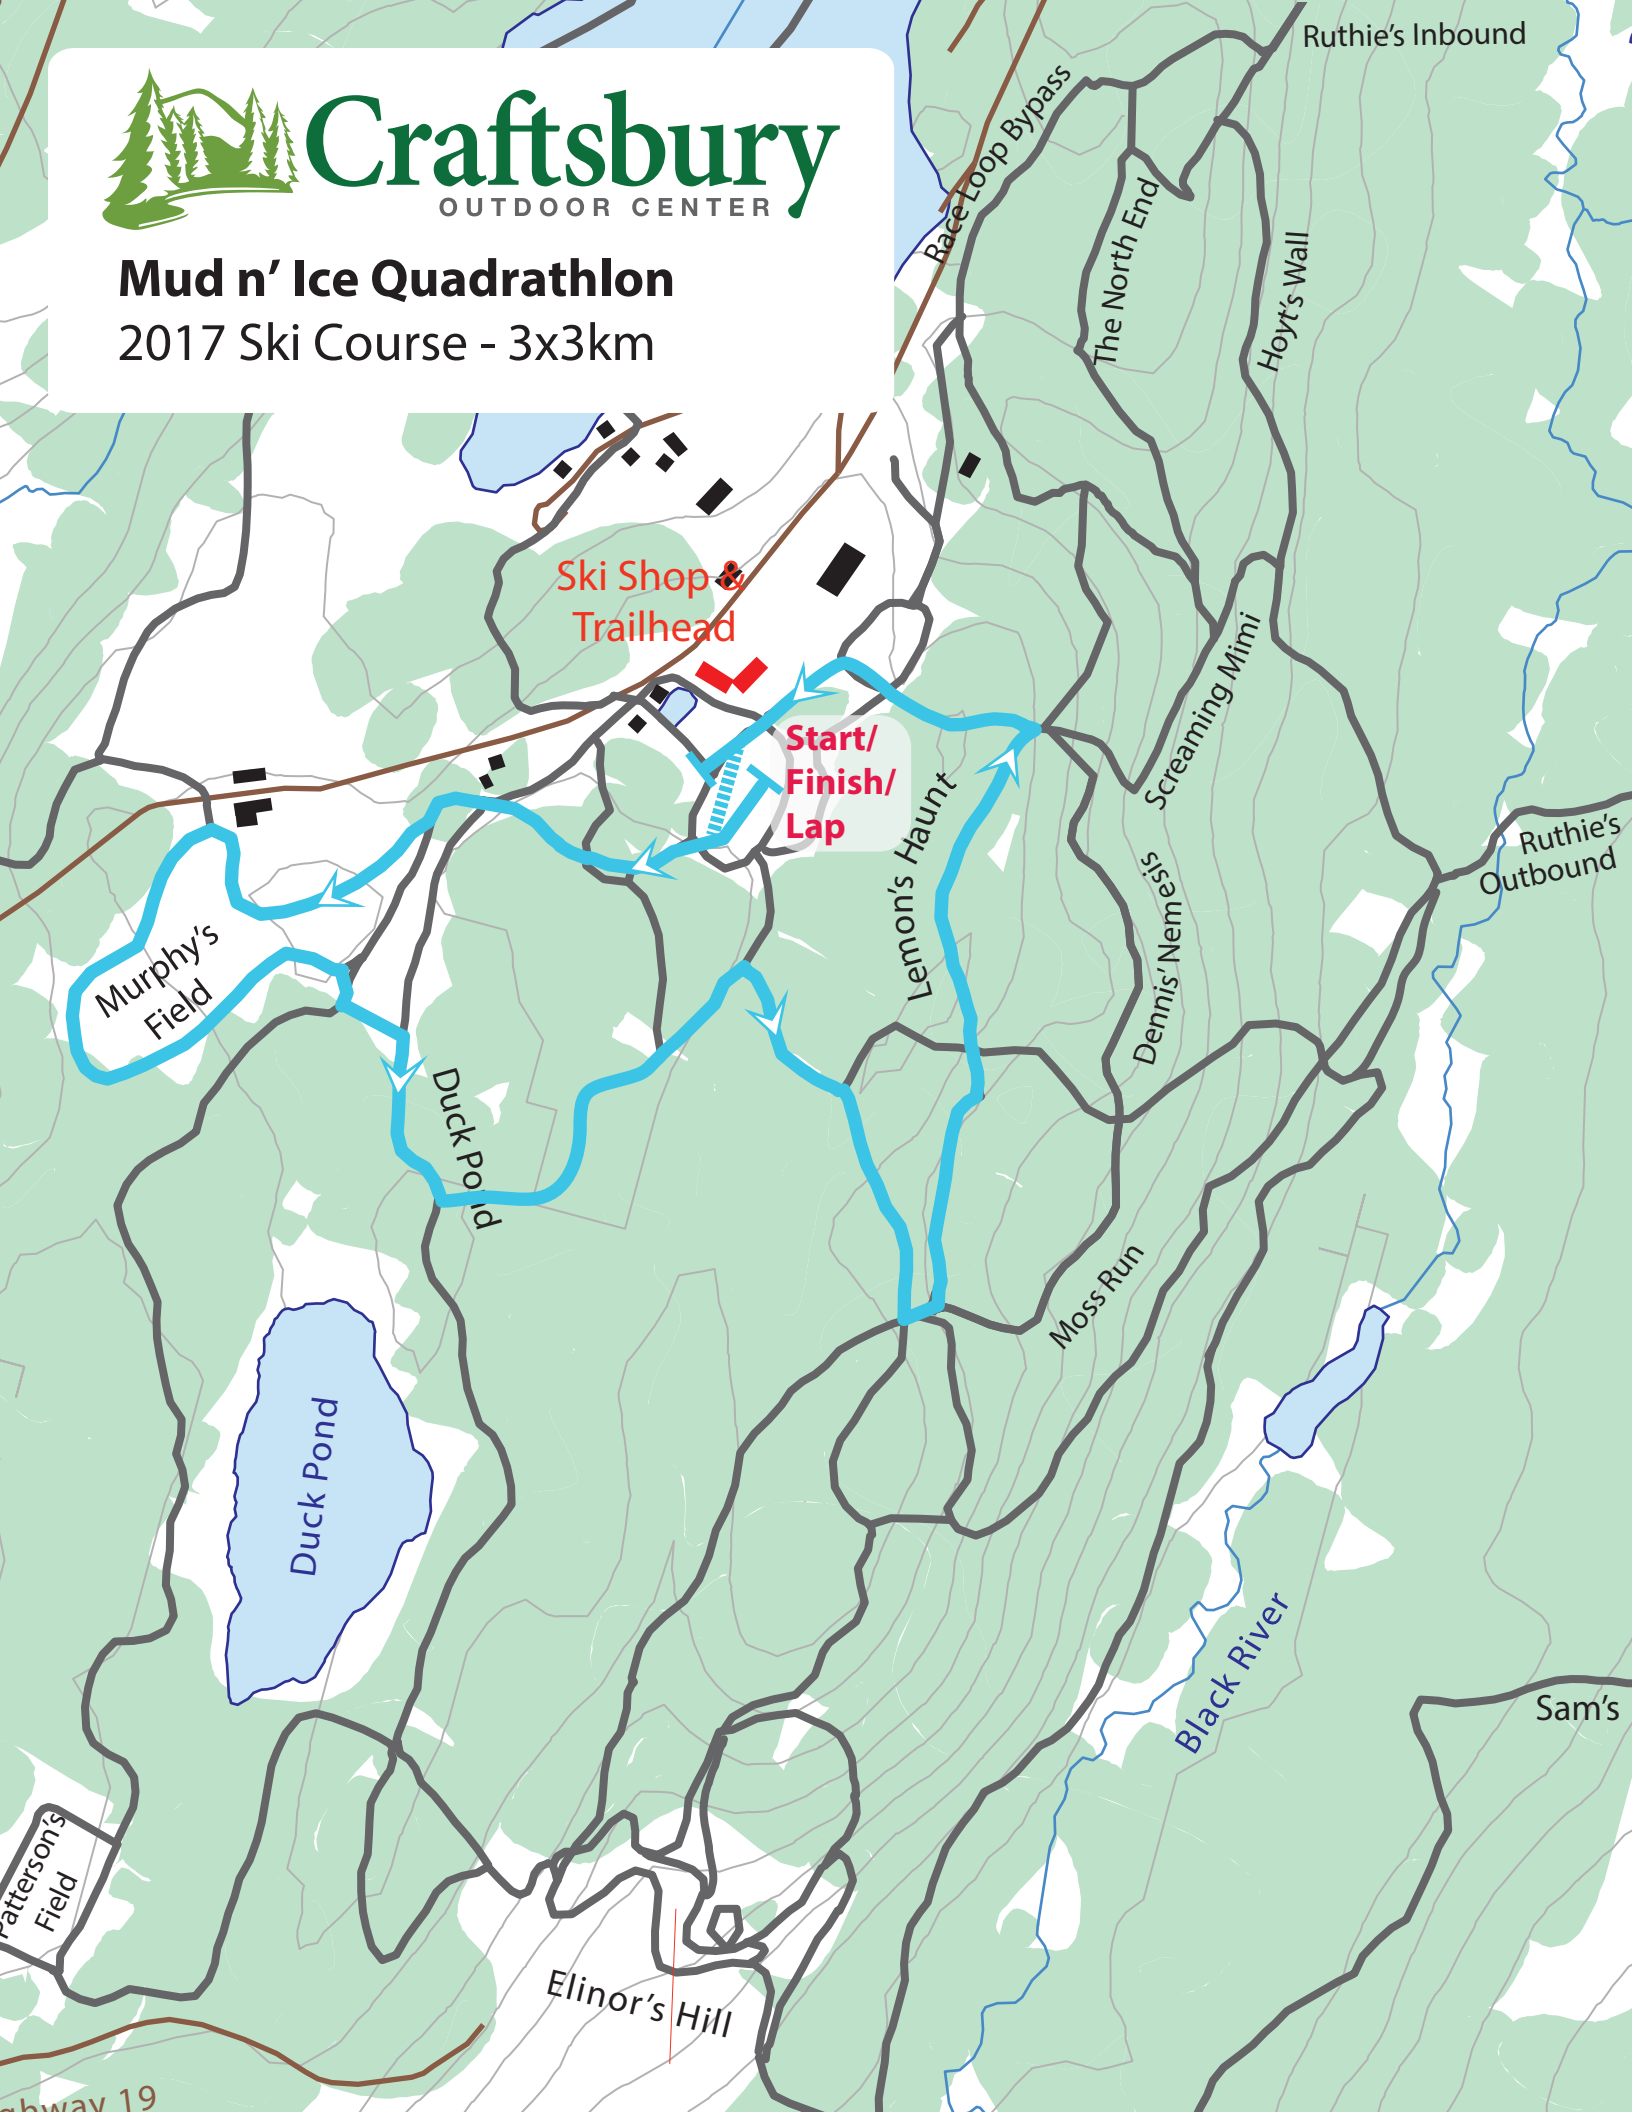 Craftsbury
OUTDOOR CENTER
Mud n’ Ice Quadrathlon
2017 Ski Course - 3x3km
Ruthie’s Inbound
Race Loop Bypass
The North End
Hoyt’s Wall
Ski Shop &
Trailhead
Screaming Mimi
Start/
Finish/
Lap
Lemon’s Haunt
Ruthie’s
Outbound
Dennis’ Nemesis
Murphy’s
Field
Duck Pond
Moss Run
Duck Pond
Black River
Sam’s
Patterson’s
Field
Elinor’s Hill
ghway 19